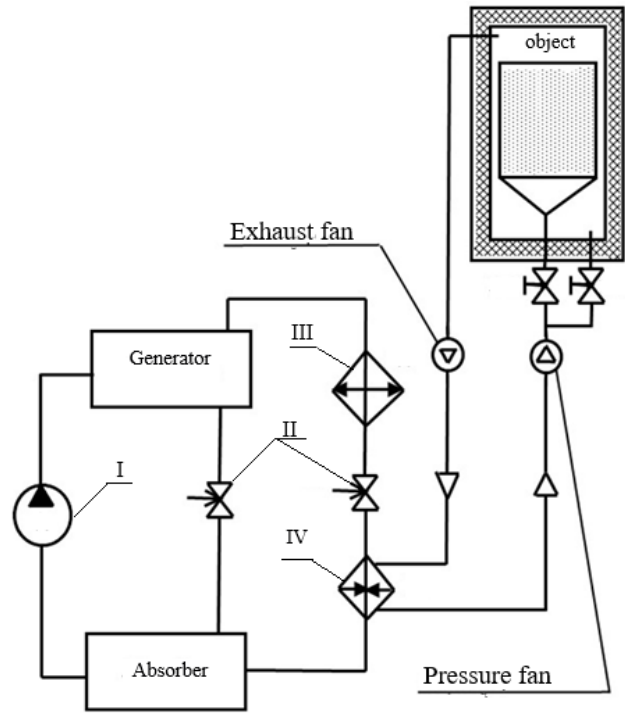 object
Exhaust fan
III
Generator
II
I
IV
Absorber
Pressure fan